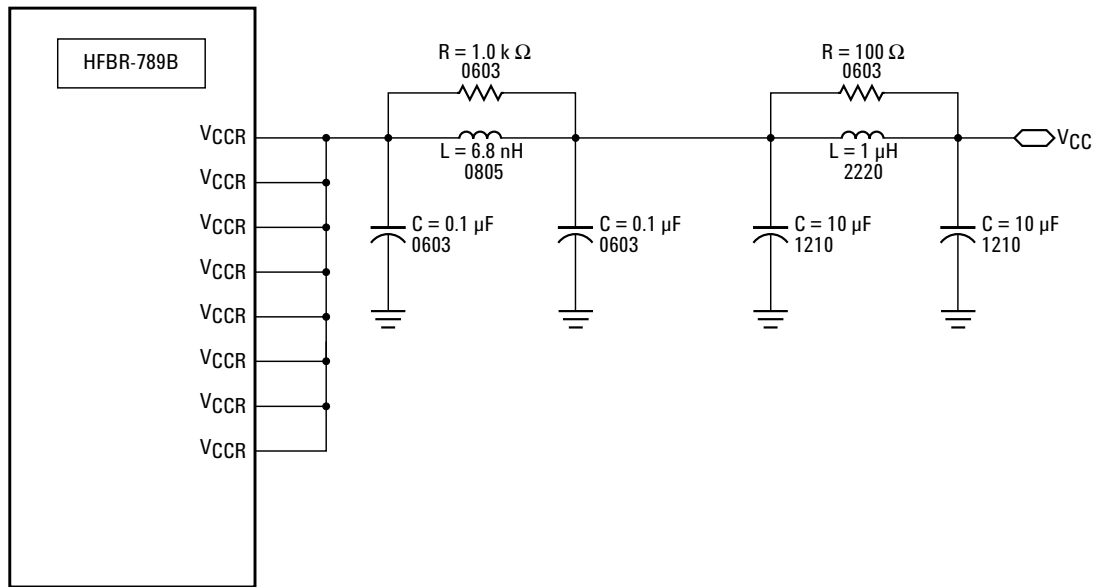 HFBR-789B
R = 1.0 k Ω
0603
R = 100 Ω
0603
VCCR
L = 6.8 nH
0805
L = 1 µH
2220
VCC
VCCR
VCCR
C = 0.1 µF
0603
C = 0.1 µF
0603
C = 10 µF
1210
C = 10 µF
1210
VCCR
VCCR
VCCR
VCCR
VCCR